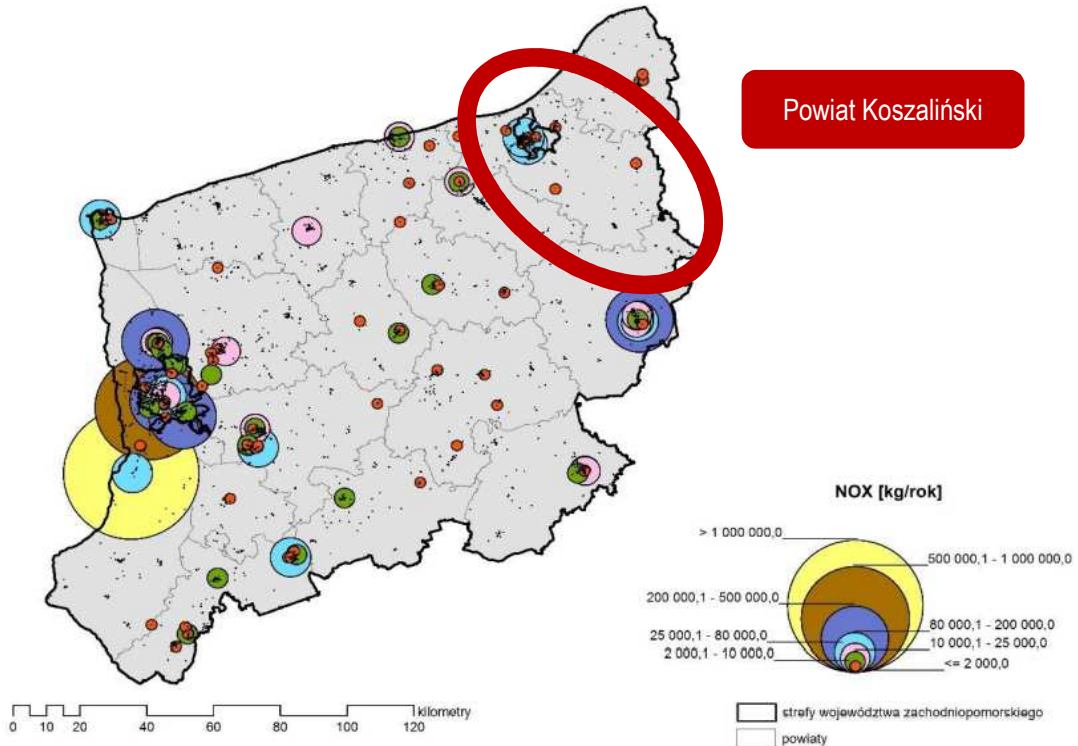 Powiat Koszaliński
NOX [kg/rok]
> 1 000 000,0
500 000,1 - 1 000 000,0
200 000,1 - 500 000,0
80 000,1 - 200 000,0
25 000,1 - 80 000,0
10 000,1 - 25 000,0
2 000,1 - 10 000,0
<= 2 000,0
kilometry
0 10 20 40 60 80 100 120
strefy województwa zachodniopomorskiego
powiaty